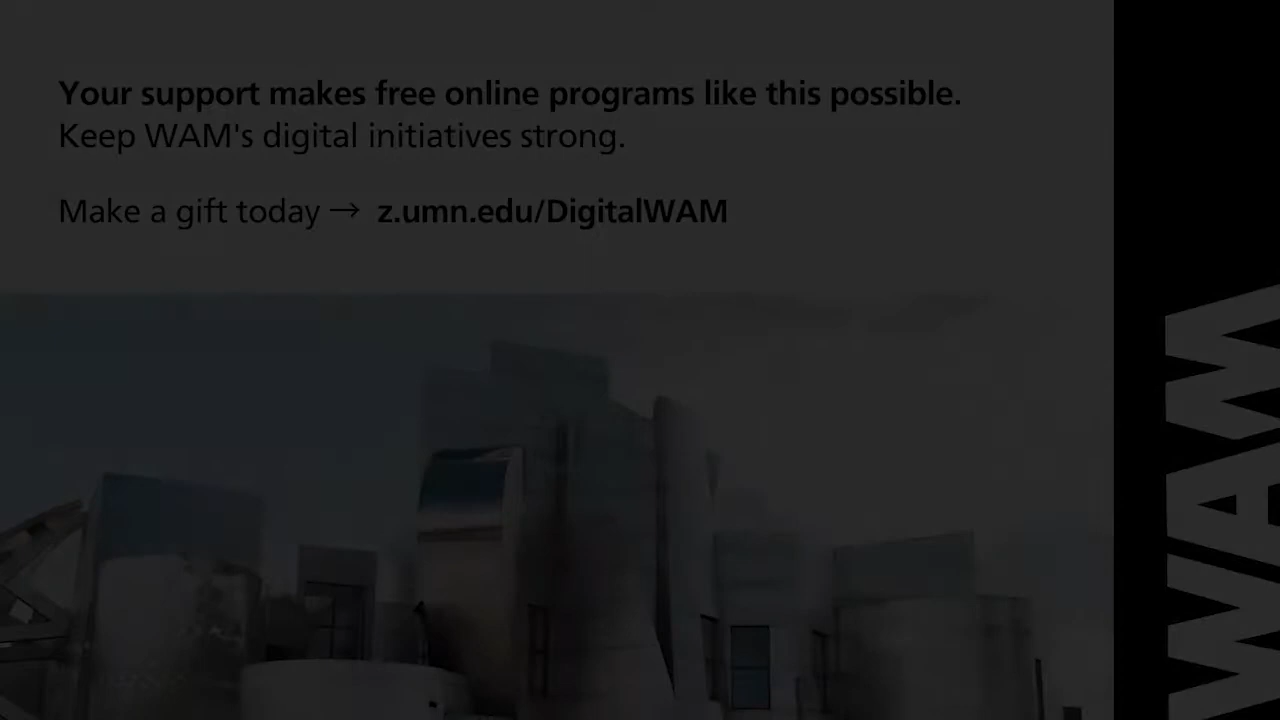 Your support makes free online programs like this possible.
Keep WAM's digital initiatives strong.
Make a gift today → z.umn.edu/DigitalWAM
WAM